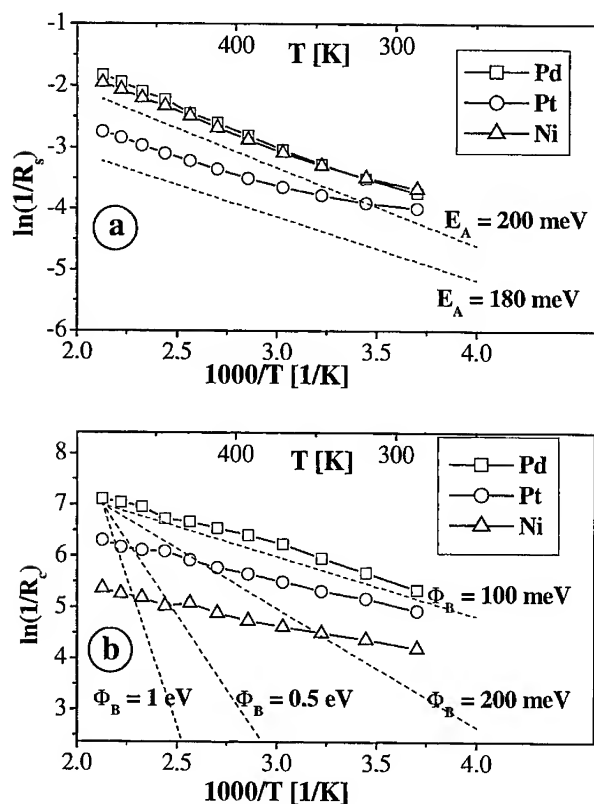 400 300
T [K]
Pd
Pt
Ni
ln(1/R_s)
-1
-2
-3
-4
-5
-6
a
E_A = 200 meV
E_A = 180 meV
2.0 2.5 3.0 3.5 4.0
1000/T [1/K]
400 300
T [K]
Pd
Pt
Ni
ln(1/R_c)
8
7
6
5
4
3
b
Φ_B = 100 meV
Φ_B = 1 eV Φ_B = 0.5 eV Φ_B = 200 meV
2.0 2.5 3.0 3.5 4.0
1000/T [1/K]